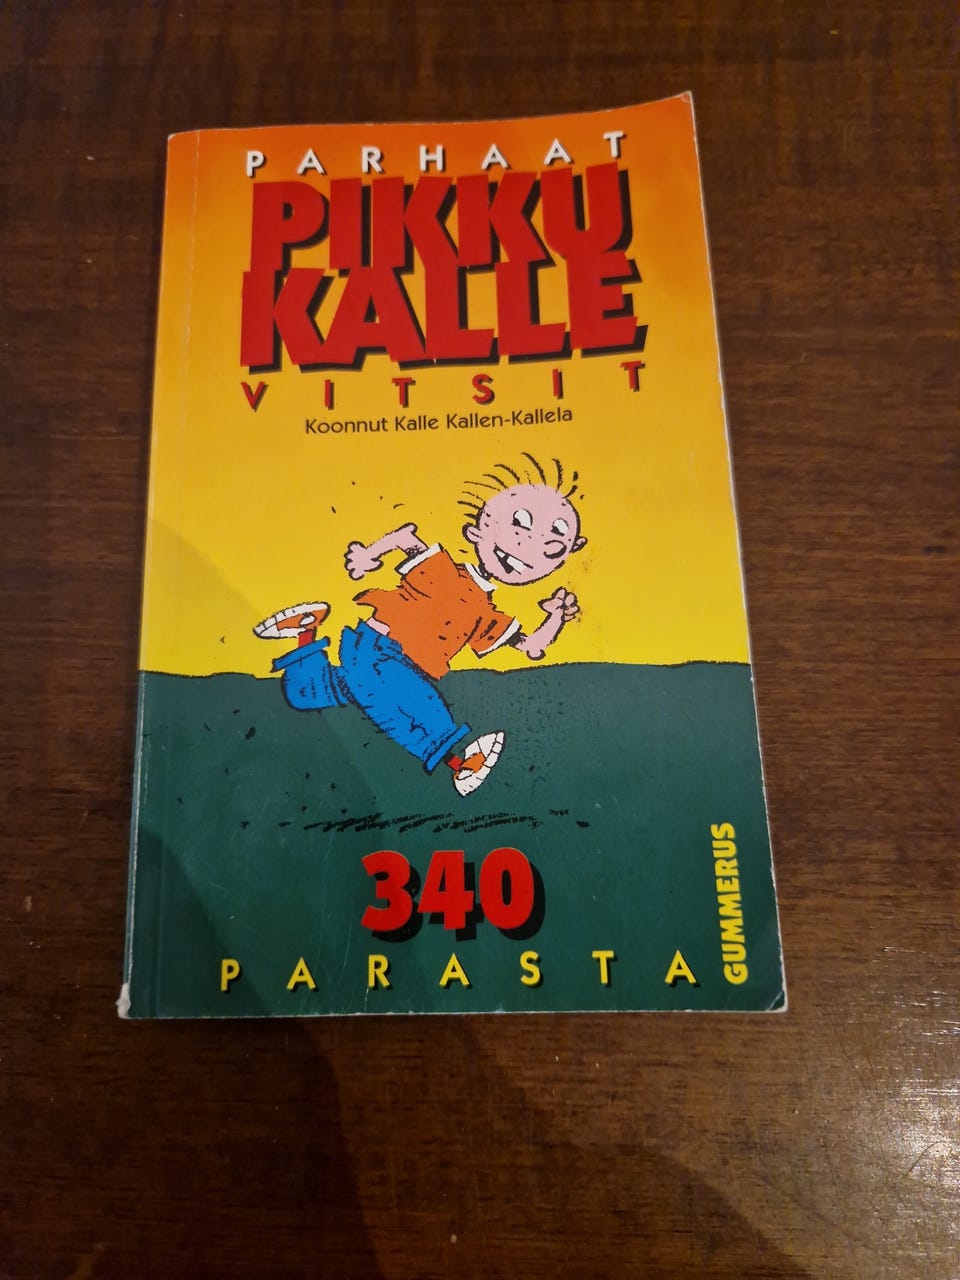 PARHAAT
PIKKU
KALLE
VITSIT
Koonnut Kalle Kallen-Kallela
340
PARASTA
GUMMERUS